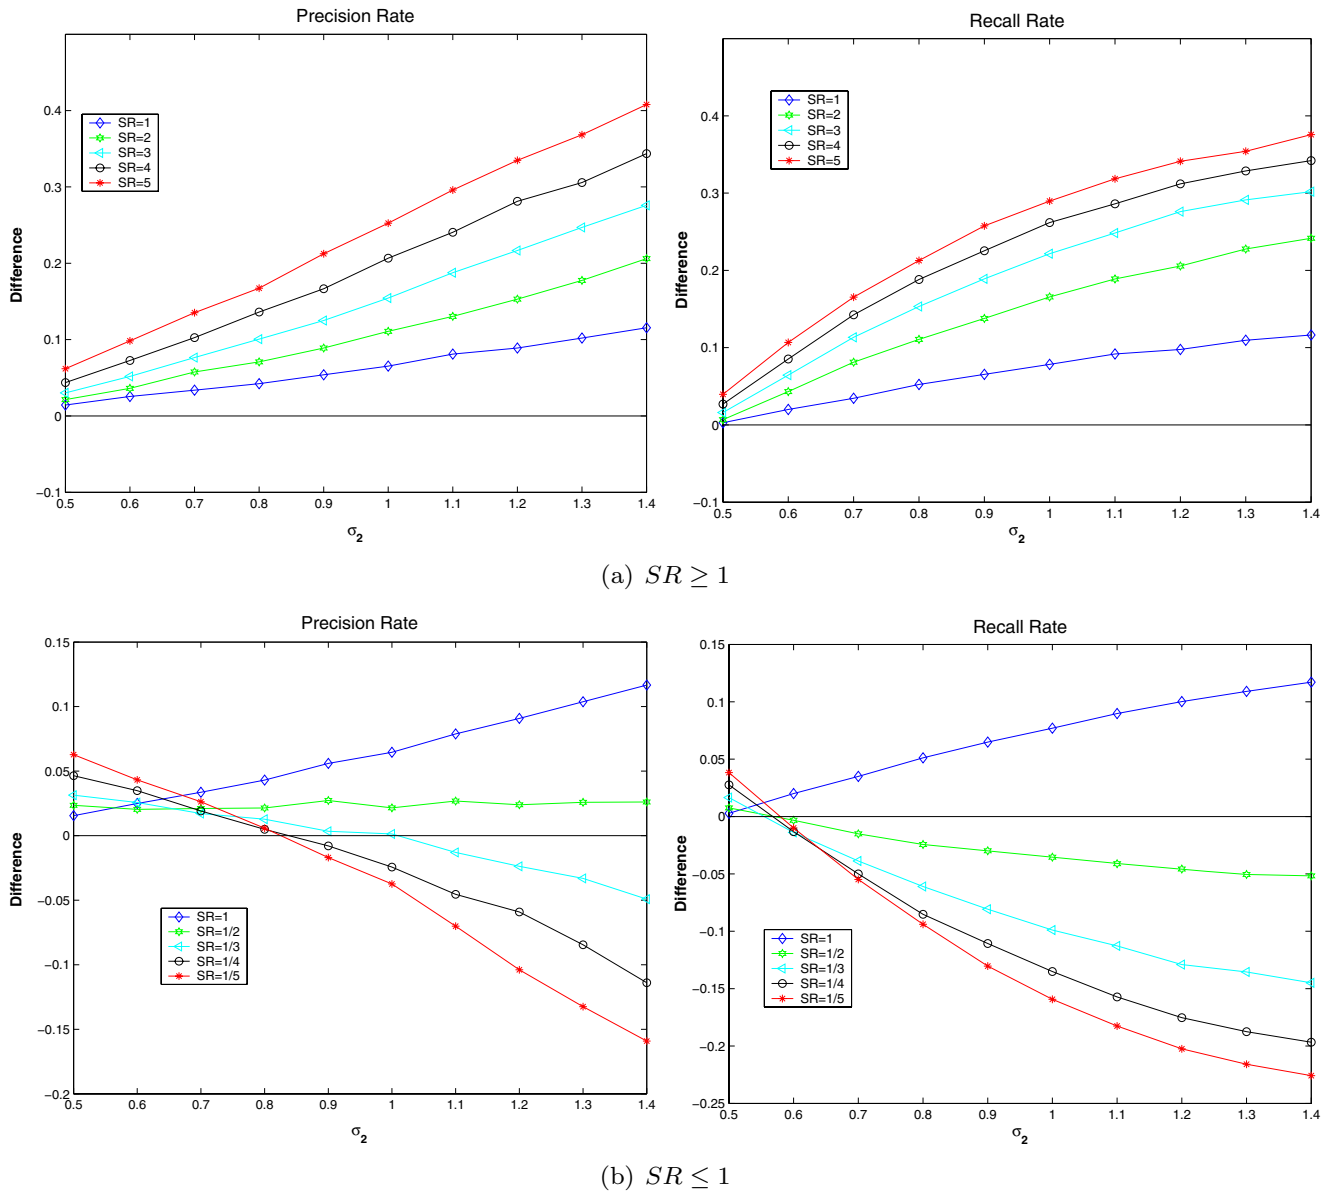 Precision Rate
0.4
0.3
0.2
0.1
0
−0.1
Difference
SR=1
SR=2
SR=3
SR=4
SR=5
0.5 0.6 0.7 0.8 0.9 1 1.1 1.2 1.3 1.4
σ2
Recall Rate
0.4
0.3
0.2
0.1
0
−0.1
Difference
SR=1
SR=2
SR=3
SR=4
SR=5
0.5 0.6 0.7 0.8 0.9 1 1.1 1.2 1.3 1.4
σ2
(a) SR ≥ 1
Precision Rate
0.15
0.1
0.05
0
−0.05
−0.1
−0.15
−0.2
Difference
SR=1
SR=1/2
SR=1/3
SR=1/4
SR=1/5
0.5 0.6 0.7 0.8 0.9 1 1.1 1.2 1.3 1.4
σ2
Recall Rate
0.15
0.1
0.05
0
−0.05
−0.1
−0.15
−0.2
−0.25
Difference
SR=1
SR=1/2
SR=1/3
SR=1/4
SR=1/5
0.5 0.6 0.7 0.8 0.9 1 1.1 1.2 1.3 1.4
σ2
(b) SR ≤ 1